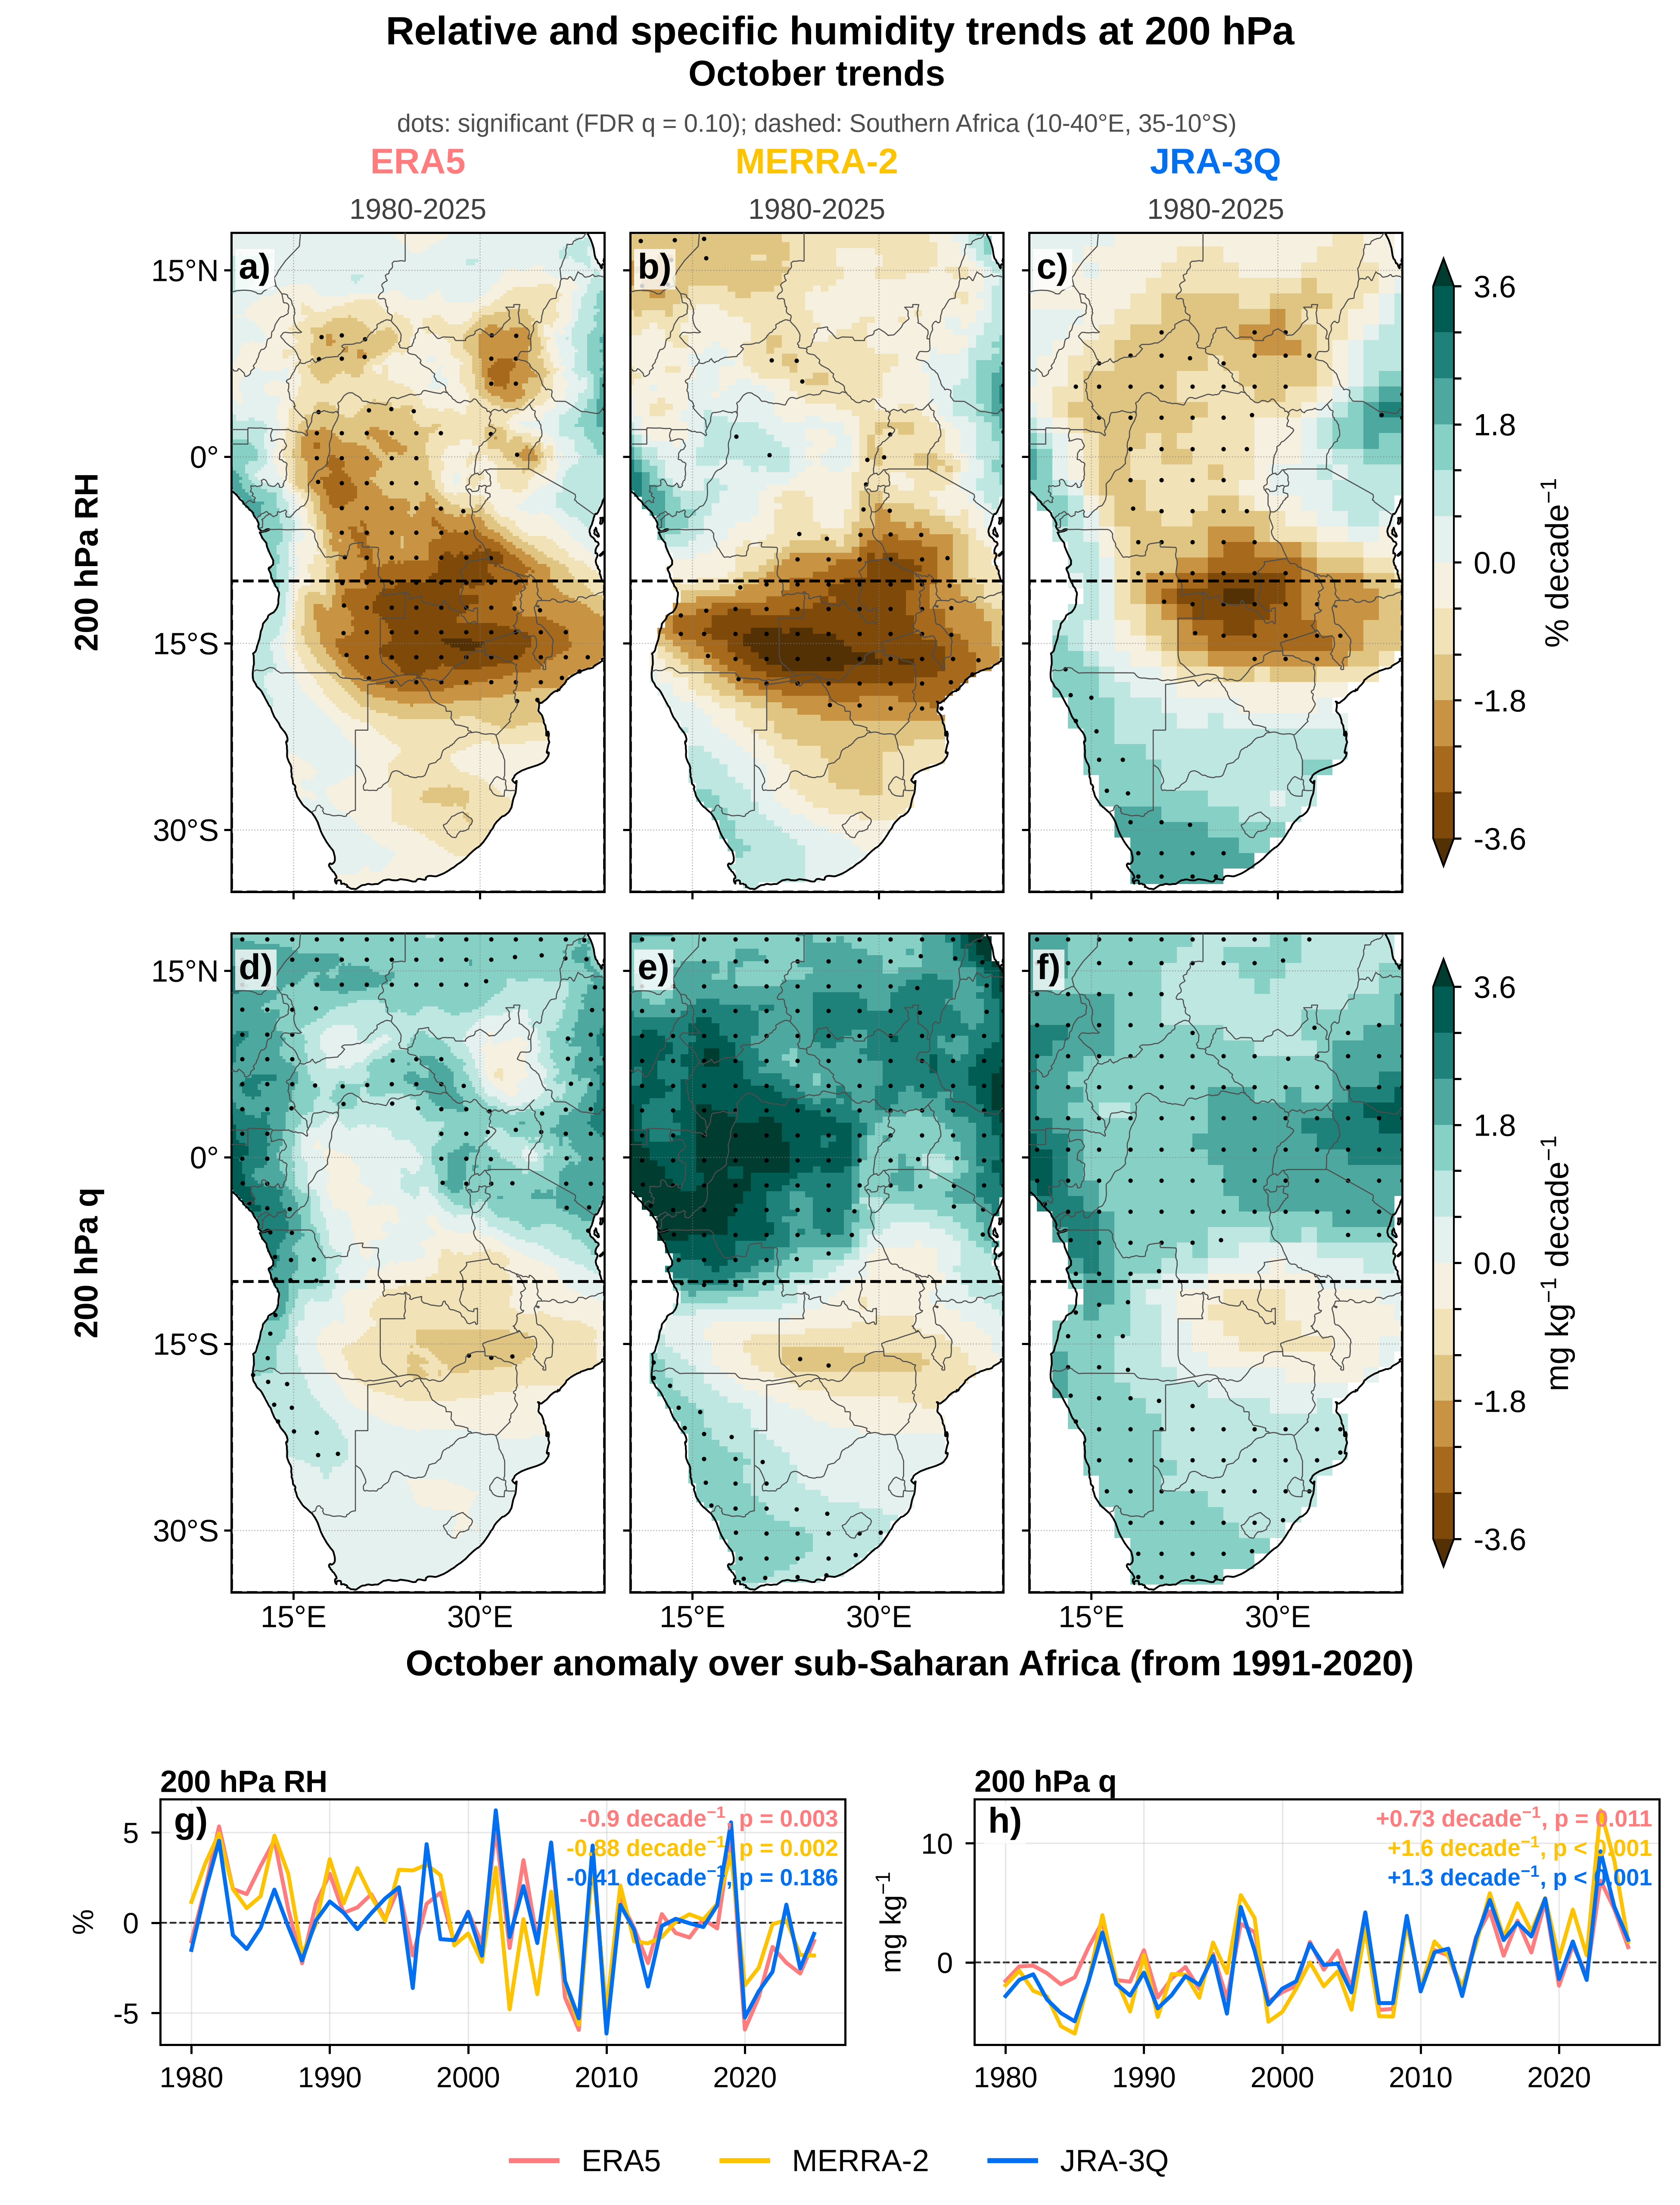 Relative and specific humidity trends at 200 hPa
October trends
dots: significant (FDR q = 0.10); dashed: Southern Africa (10-40°E, 35-10°S)
ERA5 MERRA-2 JRA-3Q
1980-2025 1980-2025 1980-2025
200 hPa RH
a) b) c)
15°N
0°
15°S
30°S
3.6
1.8
0.0
-1.8
-3.6
% decade⁻¹
200 hPa q
d) e) f)
15°N
0°
15°S
30°S
15°E 30°E 15°E 30°E 15°E 30°E
3.6
1.8
0.0
-1.8
-3.6
mg kg⁻¹ decade⁻¹
October anomaly over sub-Saharan Africa (from 1991-2020)
200 hPa RH
g)
-0.9 decade⁻¹, p = 0.003
-0.88 decade⁻¹, p = 0.002
-0.41 decade⁻¹, p = 0.186
%
5
0
-5
1980 1990 2000 2010 2020
200 hPa q
h)
+0.73 decade⁻¹, p = 0.011
+1.6 decade⁻¹, p < 0.001
+1.3 decade⁻¹, p < 0.001
mg kg⁻¹
10
0
1980 1990 2000 2010 2020
ERA5 MERRA-2 JRA-3Q